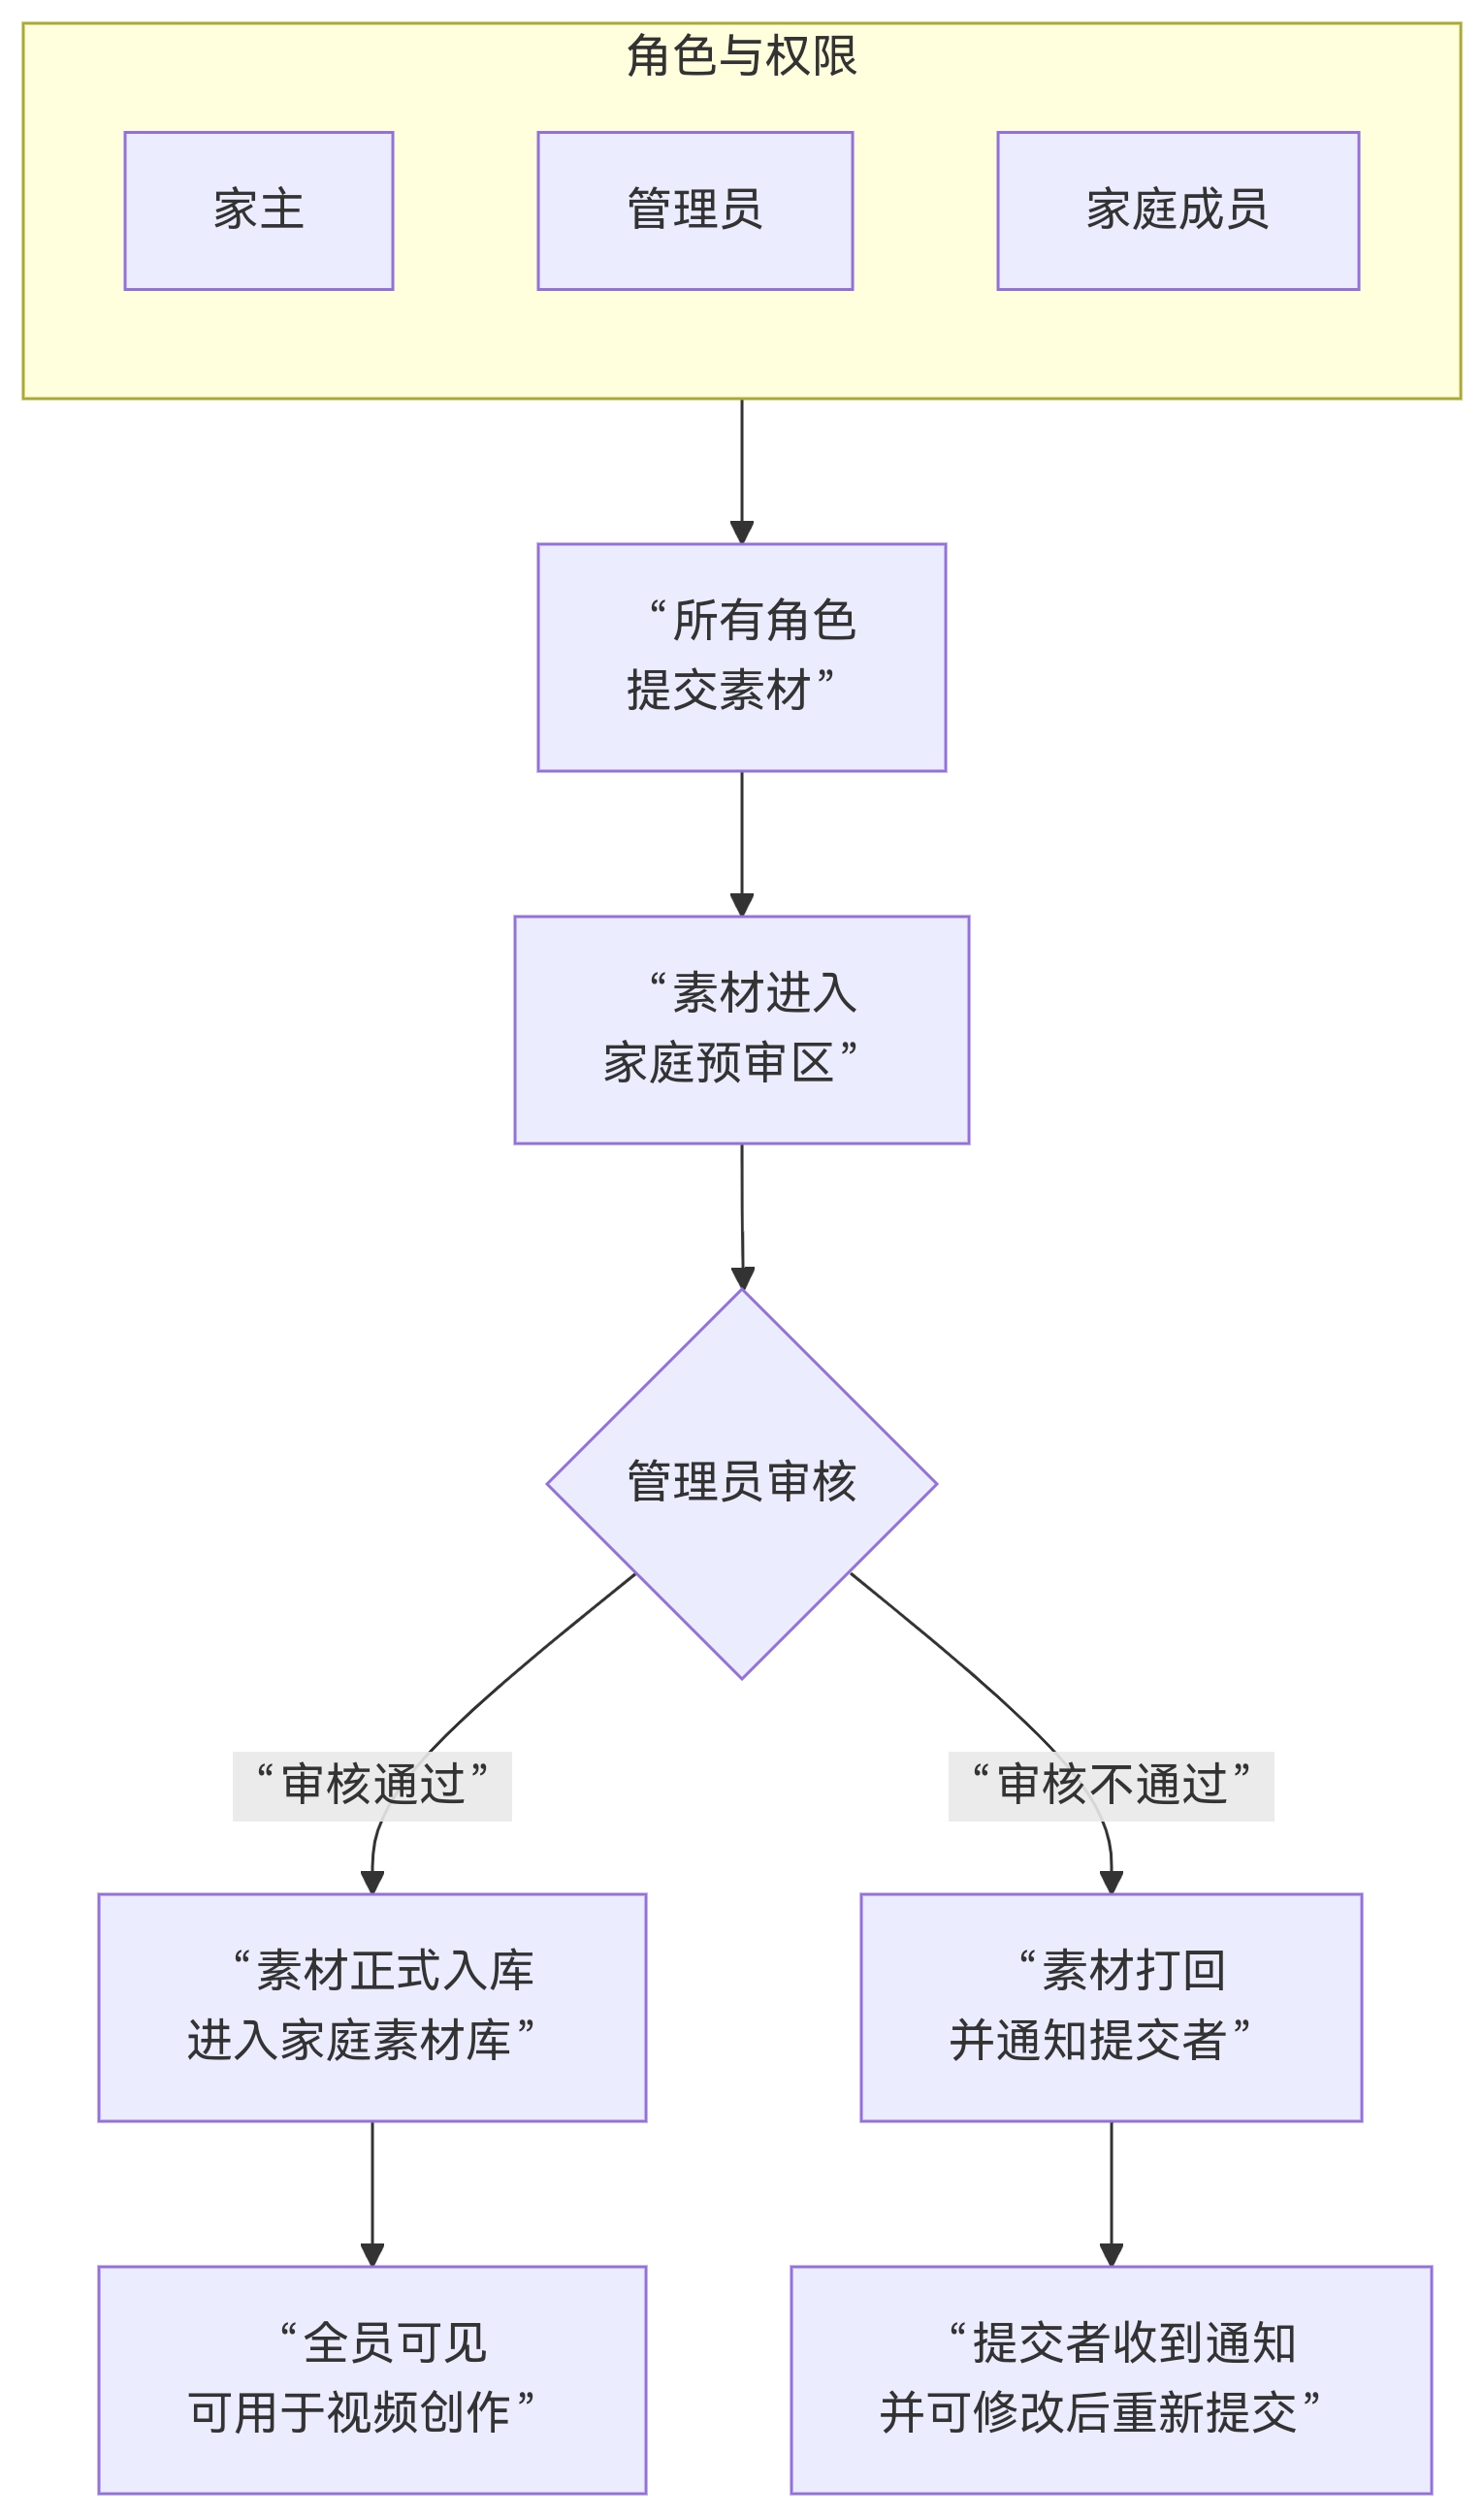 角色与权限
家主
管理员
家庭成员
“所有角色
提交素材”
“素材进入
家庭预审区”
管理员审核
“审核通过”
“审核不通过”
“素材正式入库
进入家庭素材库”
“素材打回
并通知提交者”
“全员可见
可用于视频创作”
“提交者收到通知
并可修改后重新提交”